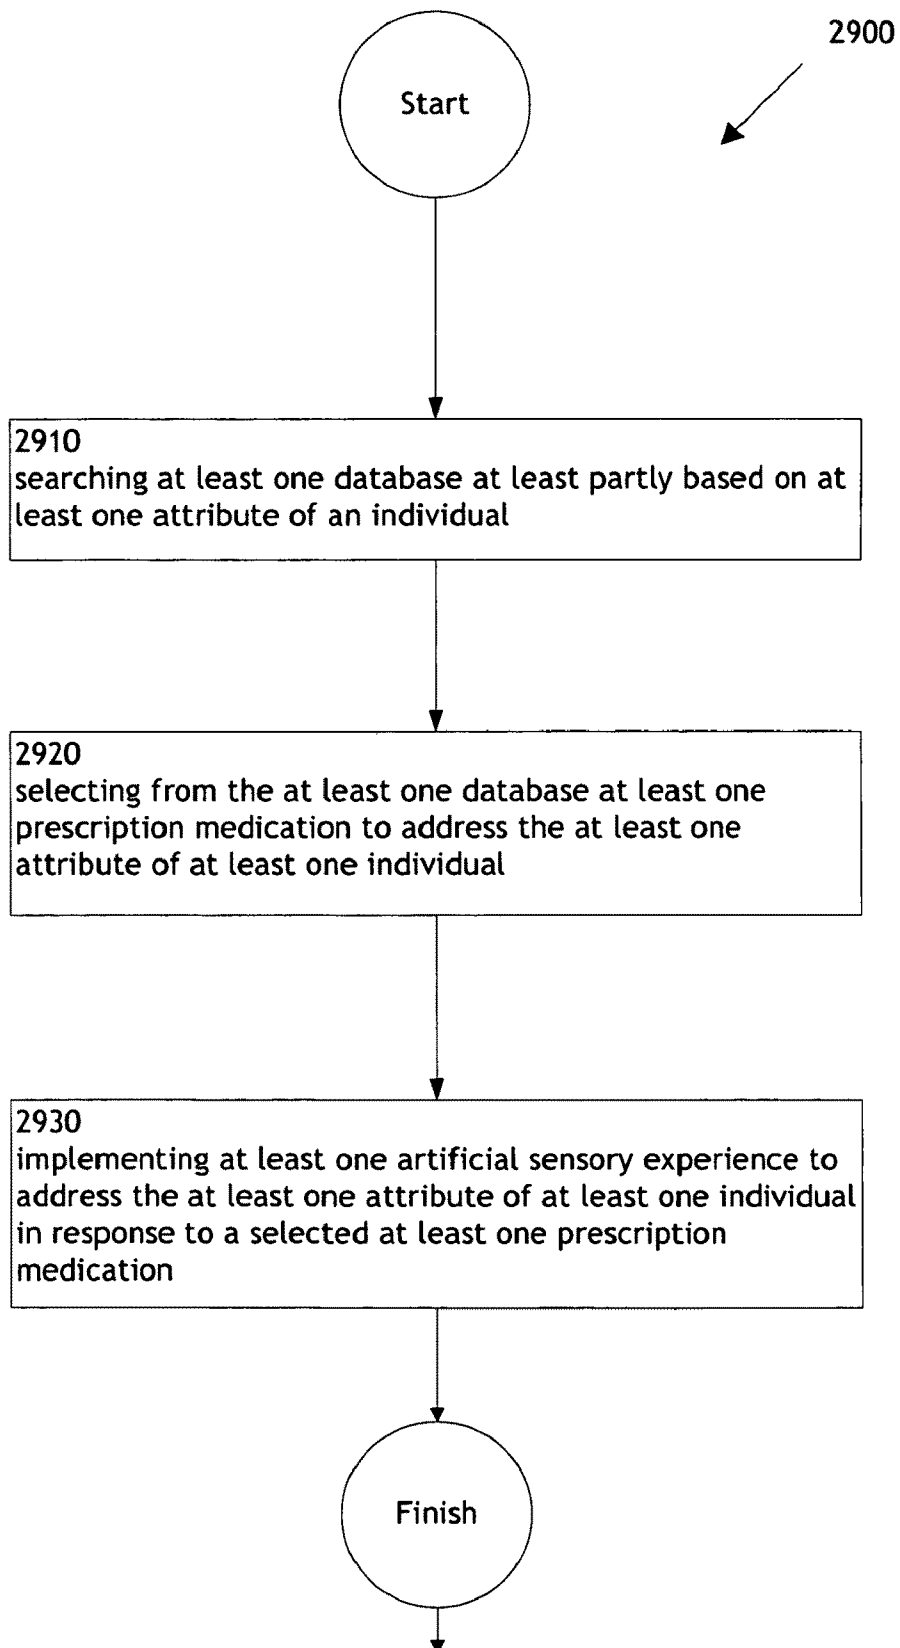 2900
Start
2910
searching at least one database at least partly based on at
least one attribute of an individual
2920
selecting from the at least one database at least one
prescription medication to address the at least one
attribute of at least one individual
2930
implementing at least one artificial sensory experience to
address the at least one attribute of at least one individual
in response to a selected at least one prescription
medication
Finish